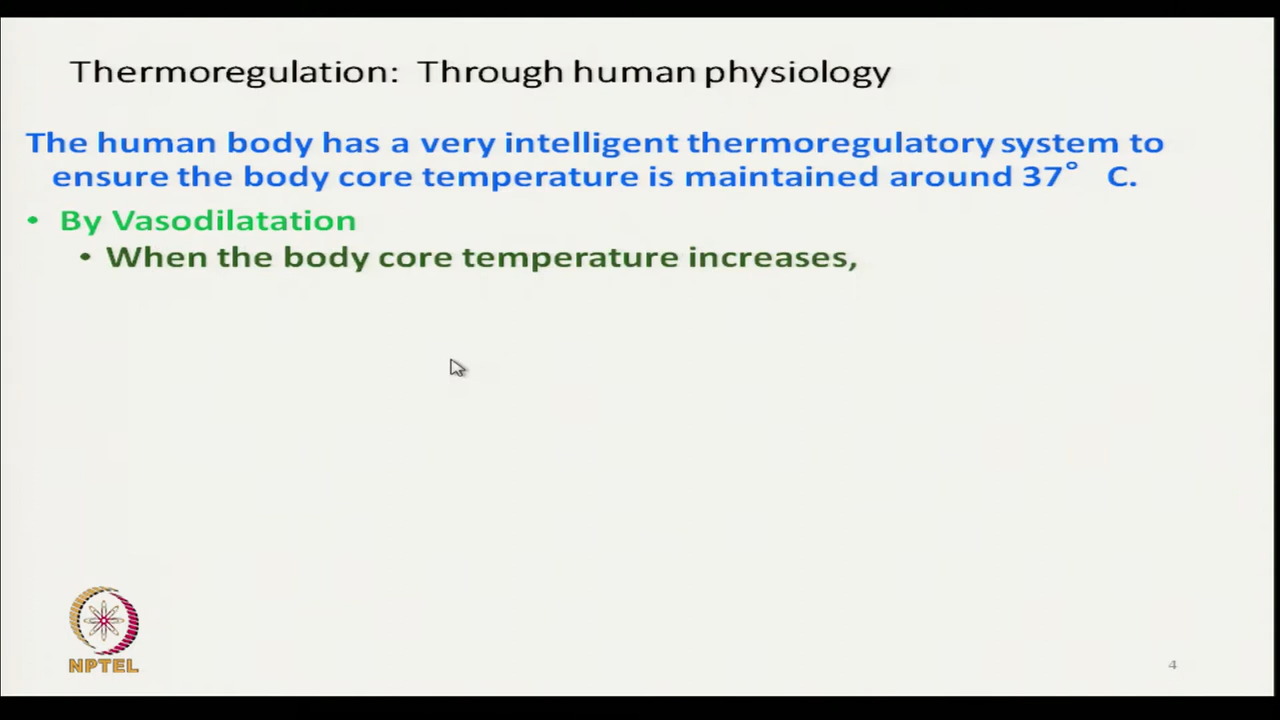 Thermoregulation: Through human physiology
The human body has a very intelligent thermoregulatory system to
ensure the body core temperature is maintained around 37° C.
• By Vasodilatation
• When the body core temperature increases,
NPTEL
4